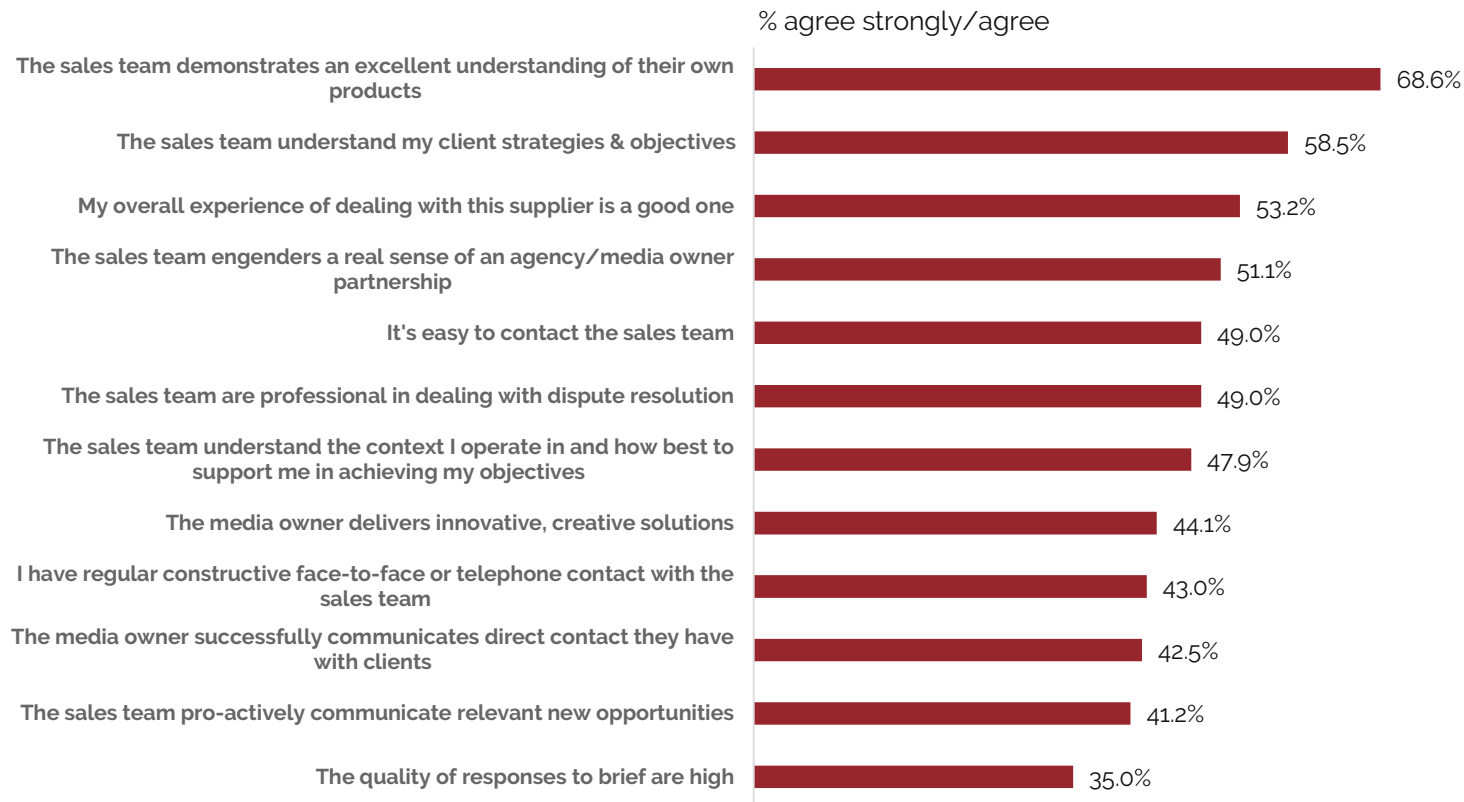 % agree strongly/agree
The sales team demonstrates an excellent understanding of their own
products
68.6%
The sales team understand my client strategies & objectives
58.5%
My overall experience of dealing with this supplier is a good one
53.2%
The sales team engenders a real sense of an agency/media owner
partnership
51.1%
It's easy to contact the sales team
49.0%
The sales team are professional in dealing with dispute resolution
49.0%
The sales team understand the context I operate in and how best to
support me in achieving my objectives
47.9%
The media owner delivers innovative, creative solutions
44.1%
I have regular constructive face-to-face or telephone contact with the
sales team
43.0%
The media owner successfully communicates direct contact they have
with clients
42.5%
The sales team pro-actively communicate relevant new opportunities
41.2%
The quality of responses to brief are high
35.0%